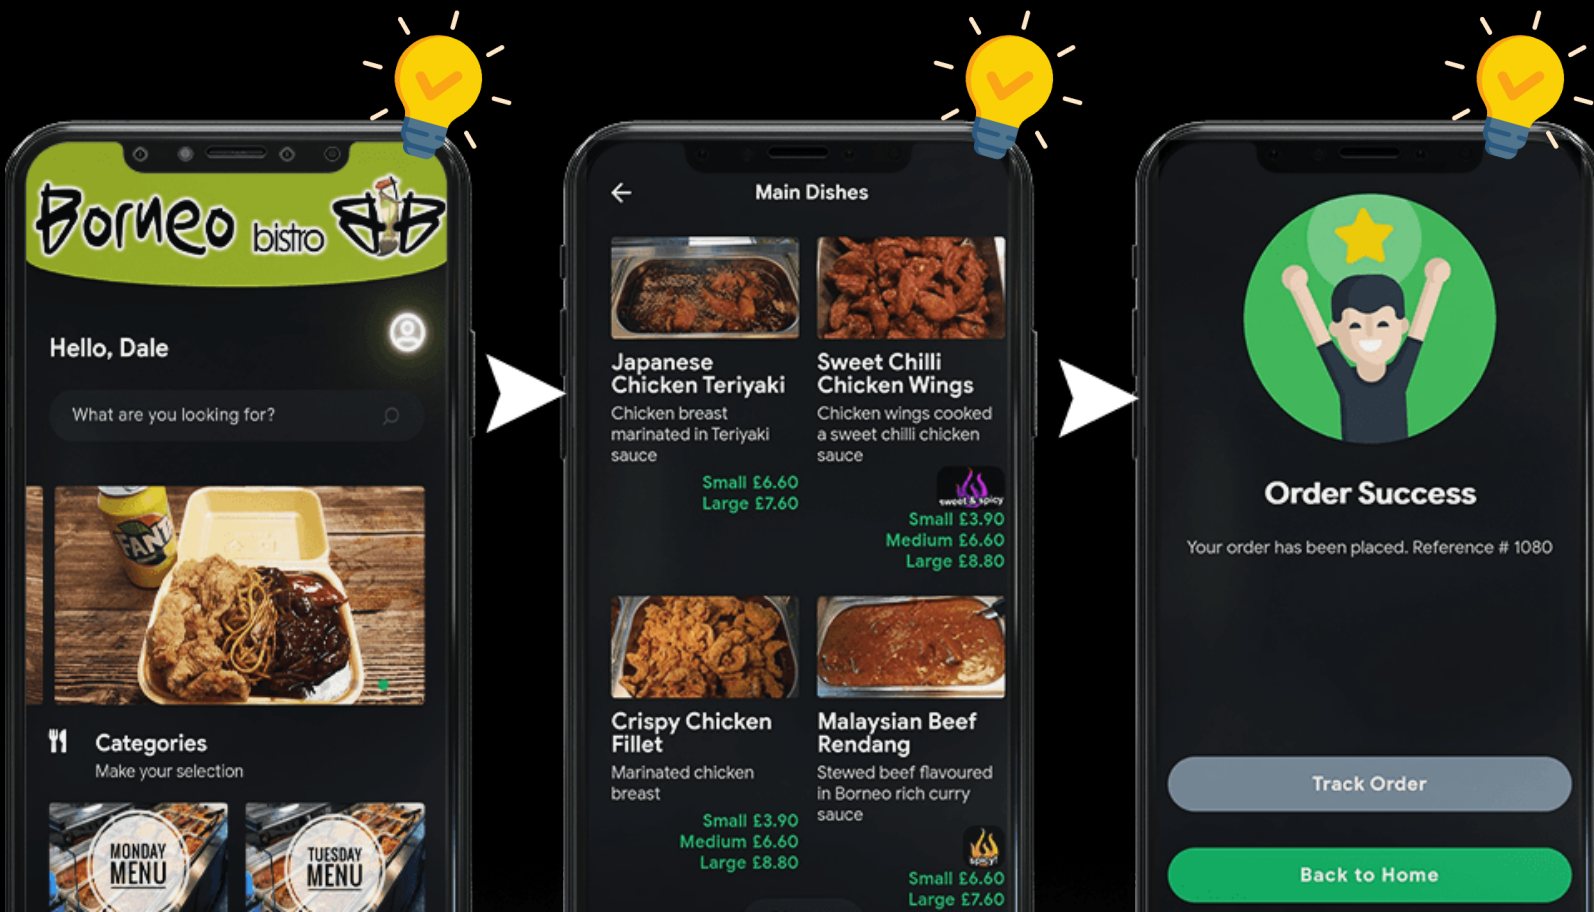 Borneo bistro BB
Hello, Dale
What are you looking for?
FANT
Categories
Make your selection
MONDAY
MENU
TUESDAY
MENU
Main Dishes
Japanese
Chicken Teriyaki
Chicken breast
marinated in Teriyaki
sauce
Small £6.60
Large £7.60
Sweet Chilli
Chicken Wings
Chicken wings cooked
a sweet chilli chicken
sauce
sweet & spicy
Small £3.90
Medium £6.60
Large £8.80
Crispy Chicken
Fillet
Marinated chicken
breast
Small £3.90
Medium £6.60
Large £8.80
Malaysian Beef
Rendang
Stewed beef flavoured
in Borneo rich curry
sauce
spicy!
Small £6.60
Large £7.60
Order Success
Your order has been placed. Reference # 1080
Track Order
Back to Home